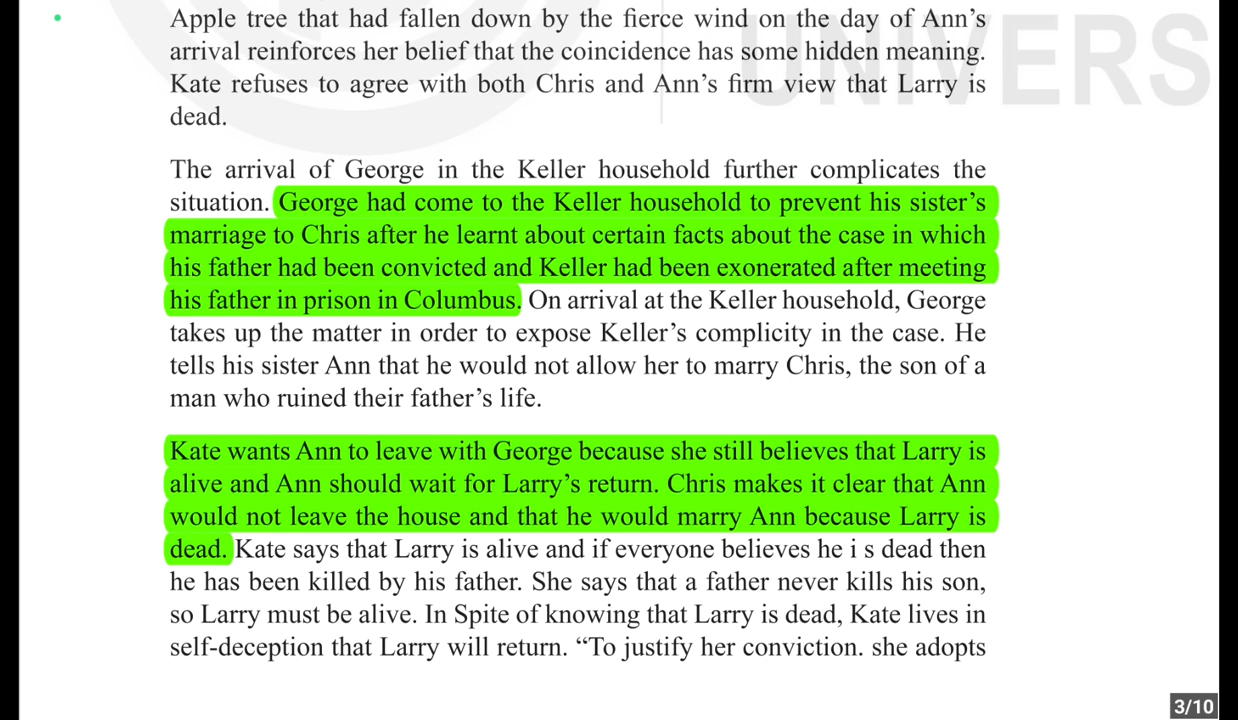 Apple tree that had fallen down by the fierce wind on the day of Ann's
arrival reinforces her belief that the coincidence has some hidden meaning.
Kate refuses to agree with both Chris and Ann's firm view that Larry is
dead.
UNIVERS
The arrival of George in the Keller household further complicates the
situation. George had come to the Keller household to prevent his sister's
marriage to Chris after he learnt about certain facts about the case in which
his father had been convicted and Keller had been exonerated after meeting
his father in prison in Columbus. On arrival at the Keller household, George
takes up the matter in order to expose Keller's complicity in the case. He
tells his sister Ann that he would not allow her to marry Chris, the son of a
man who ruined their father's life.
Kate wants Ann to leave with George because she still believes that Larry is
alive and Ann should wait for Larry's return. Chris makes it clear that Ann
would not leave the house and that he would marry Ann because Larry is
dead. Kate says that Larry is alive and if everyone believes he i s dead then
he has been killed by his father. She says that a father never kills his son,
so Larry must be alive. In Spite of knowing that Larry is dead, Kate lives in
self-deception that Larry will return. “To justify her conviction. she adopts
3/10